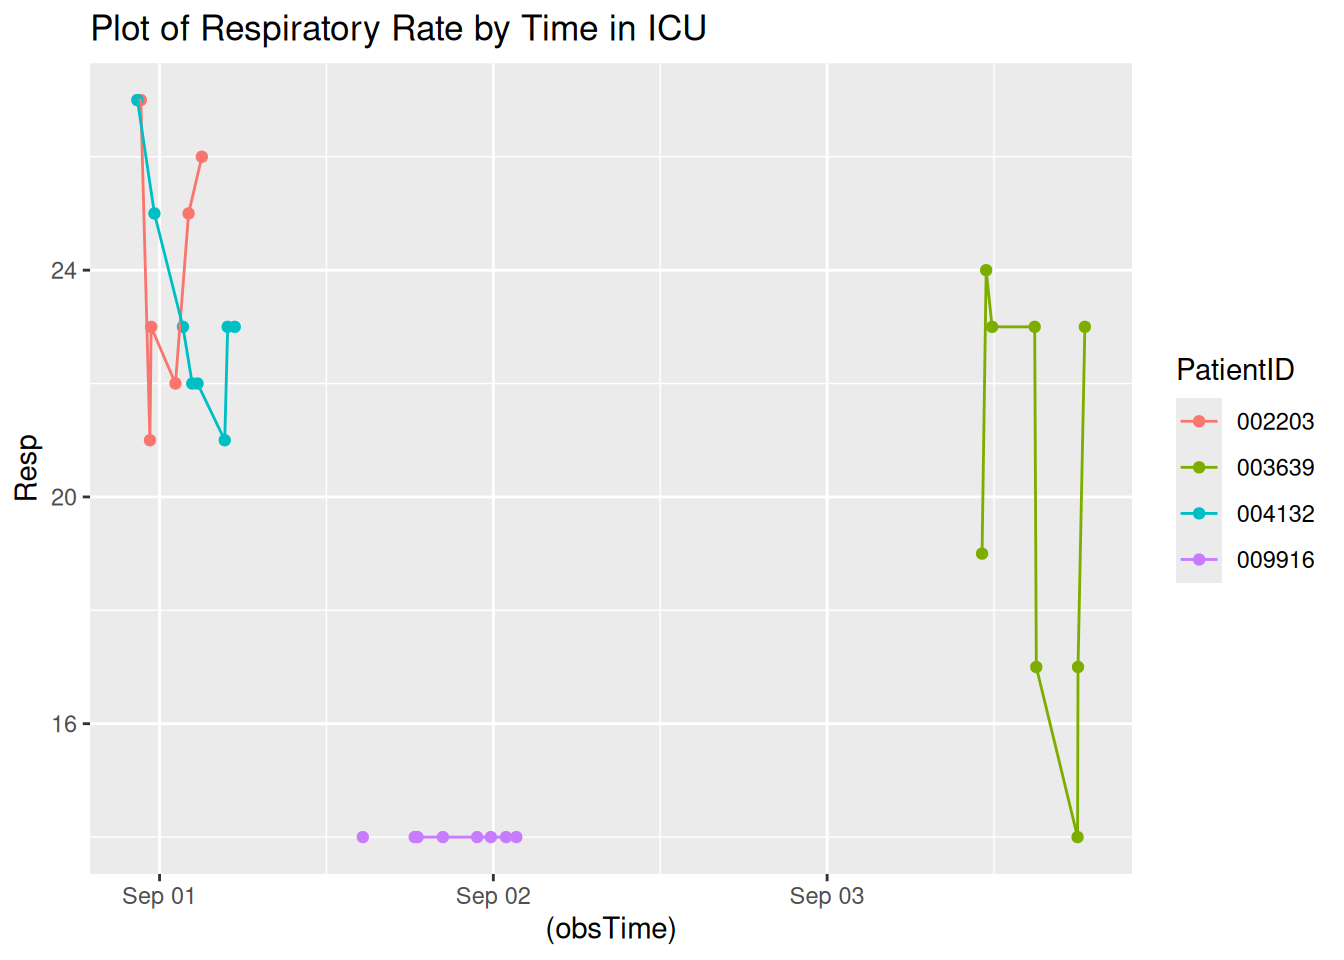 Plot of Respiratory Rate by Time in ICU
Resp
24
20
16
Sep 01
Sep 02
Sep 03
(obsTime)
PatientID
002203
003639
004132
009916